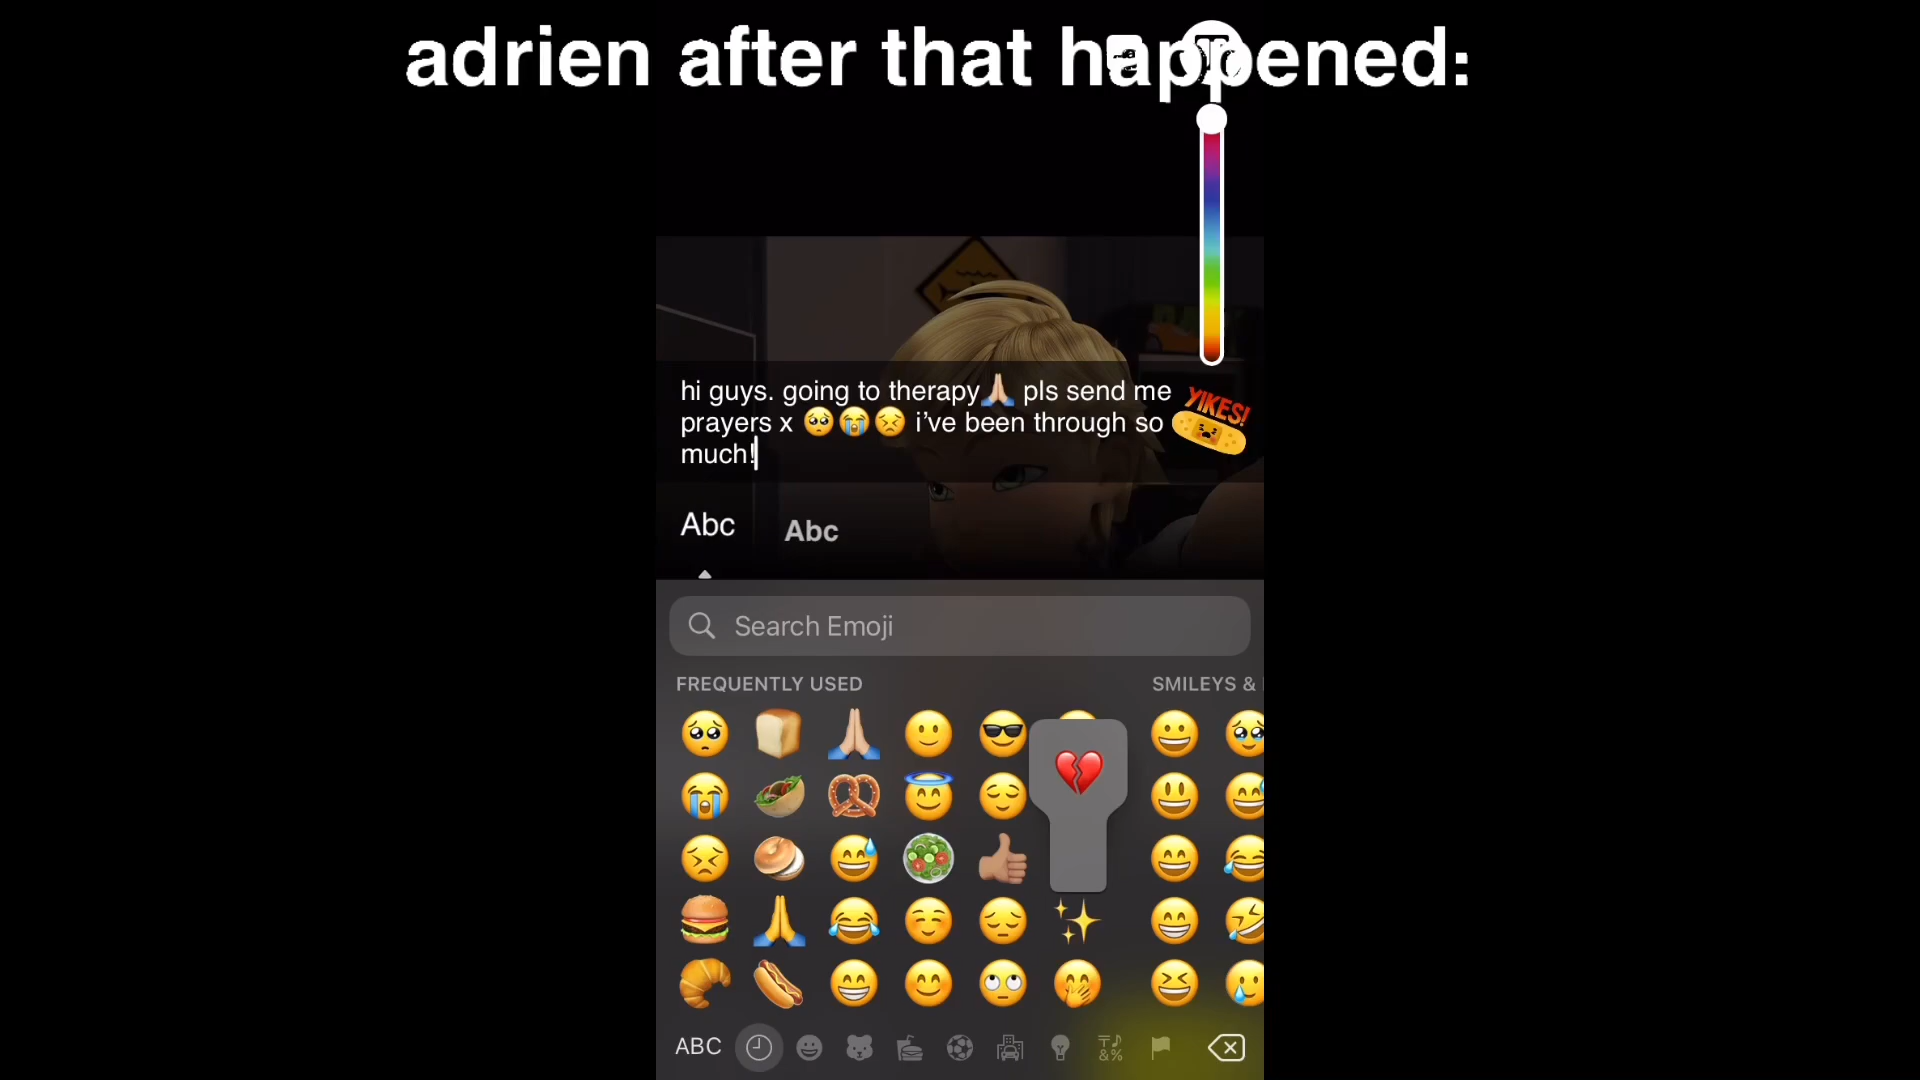 adrien after that happened:
hi guys. going to therapy🙏🏼 pls send me
prayers x 🥺😭😣 i’ve been through so
much!
YIKES!
Abc
Abc
Search Emoji
FREQUENTLY USED
SMILEYS &
ABC